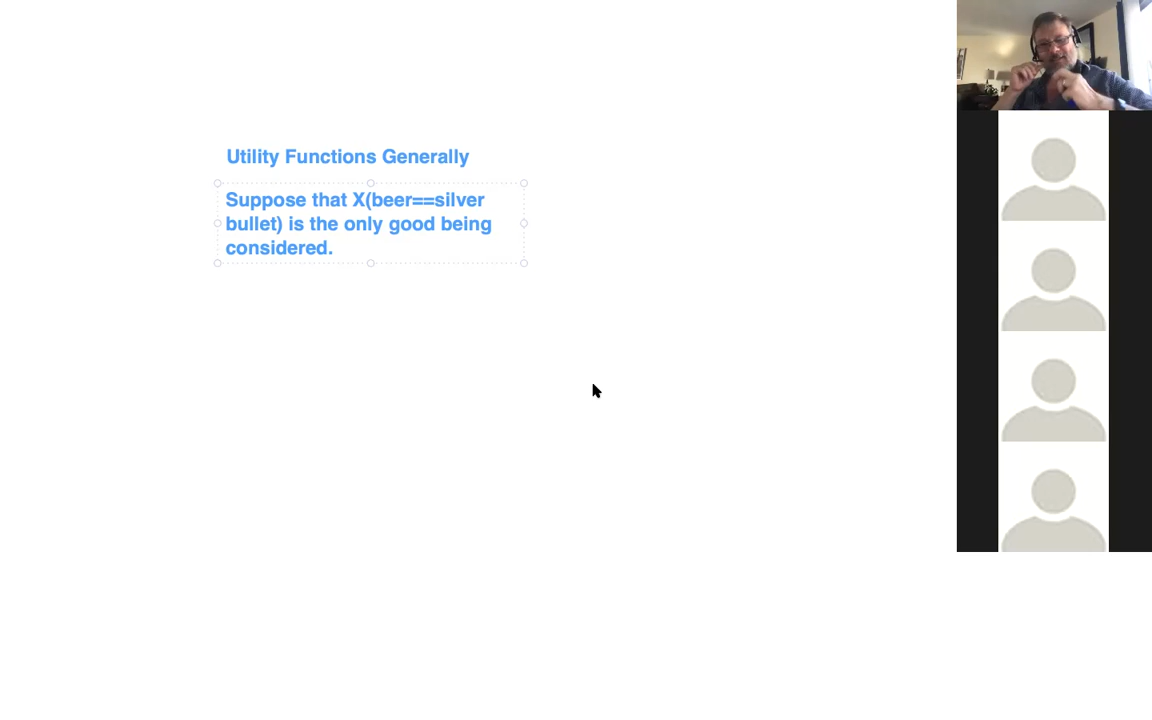 Utility Functions Generally
Suppose that X(beer==silver
bullet) is the only good being
considered.